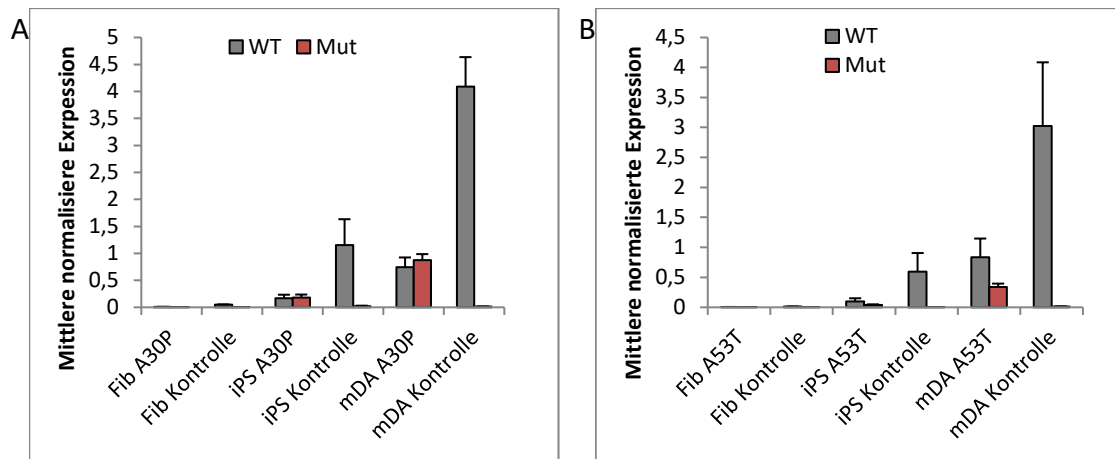 A
Mittlere normalisiere Exrpession
5
4,5
4
3,5
3
2,5
2
1,5
1
0,5
0
WT Mut
Fib A30P
Fib Kontrolle
iPS A30P
iPS Kontrolle
mDA A30P
mDA Kontrolle
B
Mittlere normalisierte Expression
4,5
4
3,5
3
2,5
2
1,5
1
0,5
0
WT
Mut
Fib A53T
Fib Kontrolle
iPS A53T
iPS Kontrolle
mDA A53T
mDA Kontrolle